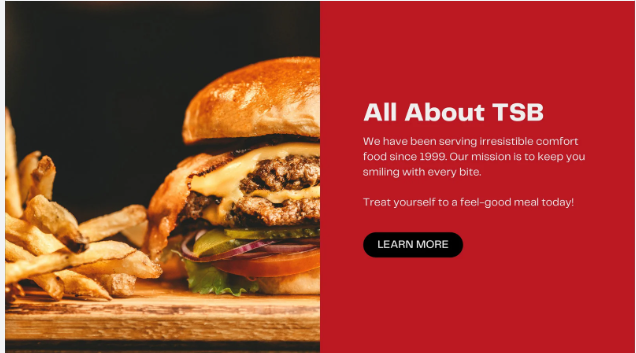 All About TSB
We have been serving irresistible comfort
food since 1999. Our mission is to keep you
smiling with every bite.
Treat yourself to a feel-good meal today!
LEARN MORE